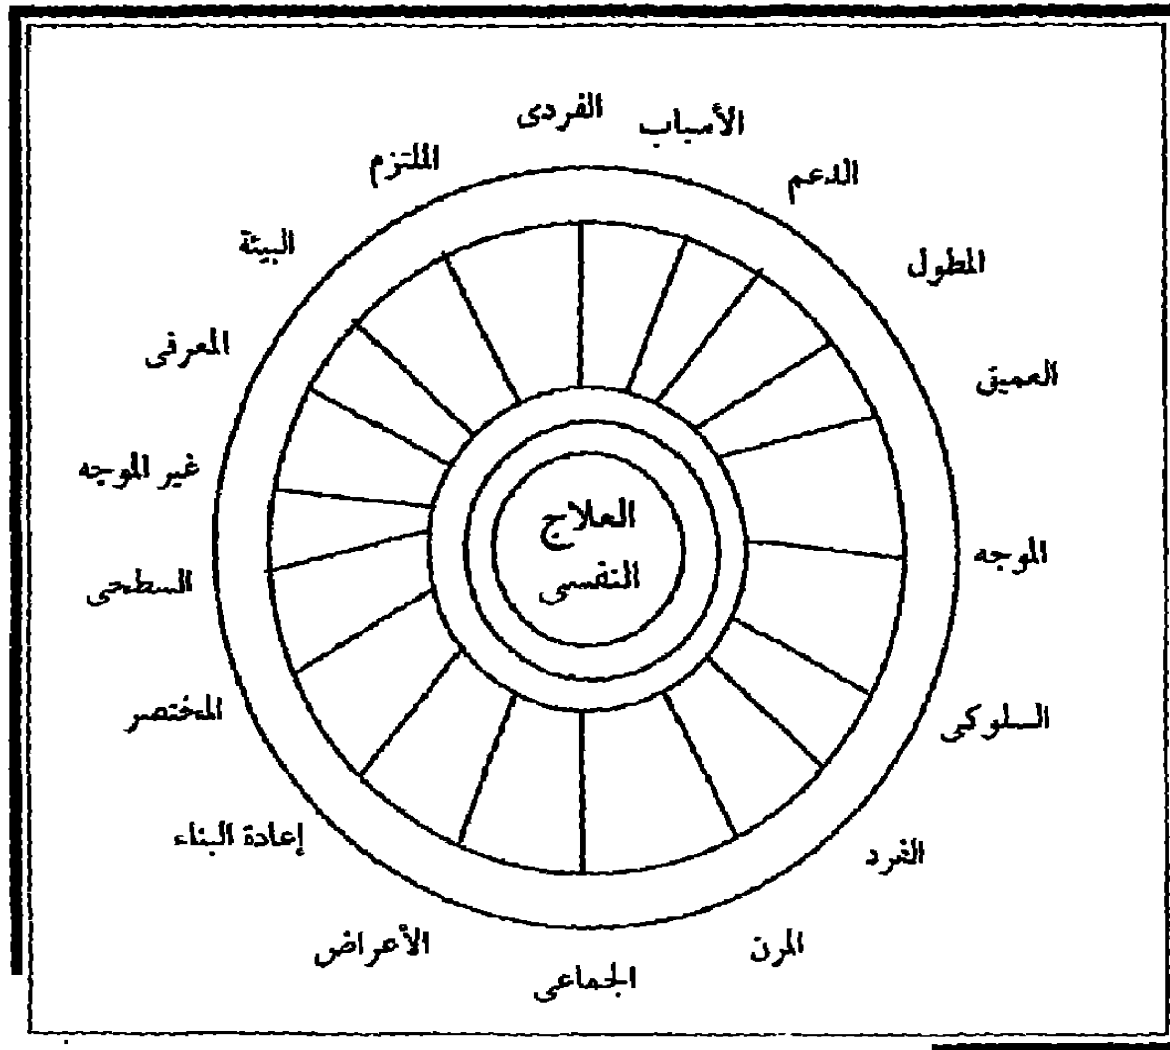 الفردى
الأسباب
الدعم
المطول
العميق
الموجه
السلوكى
الفرد
المرن
الجماعى
الأعراض
إعادة البناء
المختصر
السطحى
غير الموجه
المعرفى
البيئة
الملتزم
العلاج
النفسى